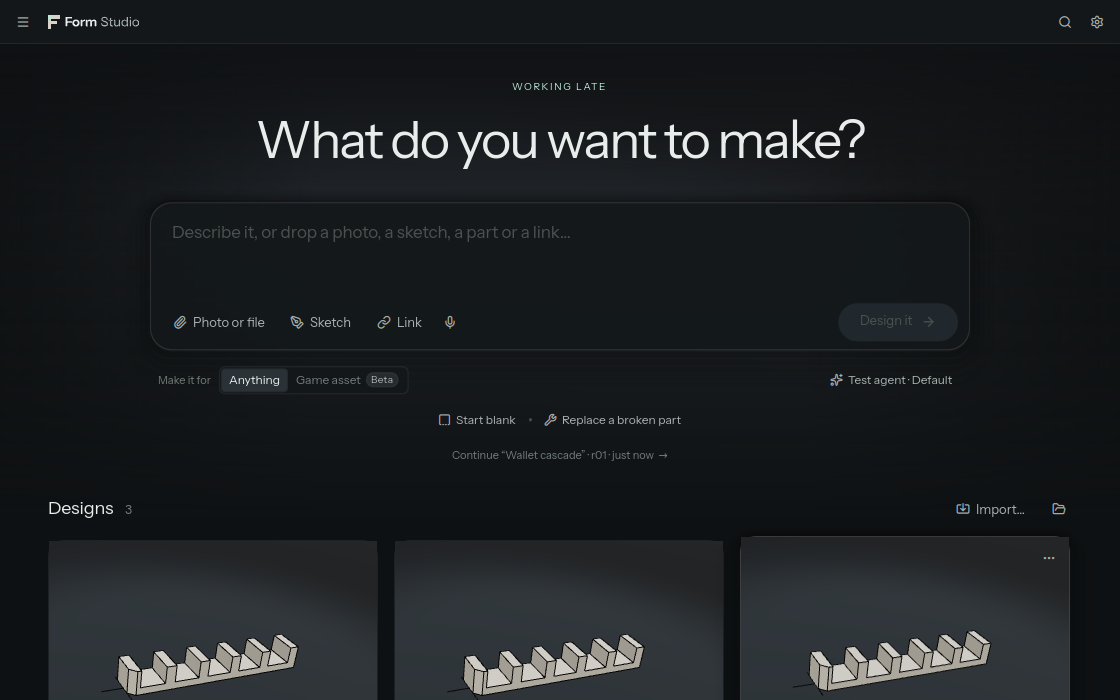 Form Studio
WORKING LATE
What do you want to make?
Describe it, or drop a photo, a sketch, a part or a link...
Photo or file
Sketch
Link
Design it →
Make it for
Anything
Game asset
Beta
Test agent · Default
Start blank
Replace a broken part
Continue “Wallet cascade” · r01 · just now →
Designs 3
Import...